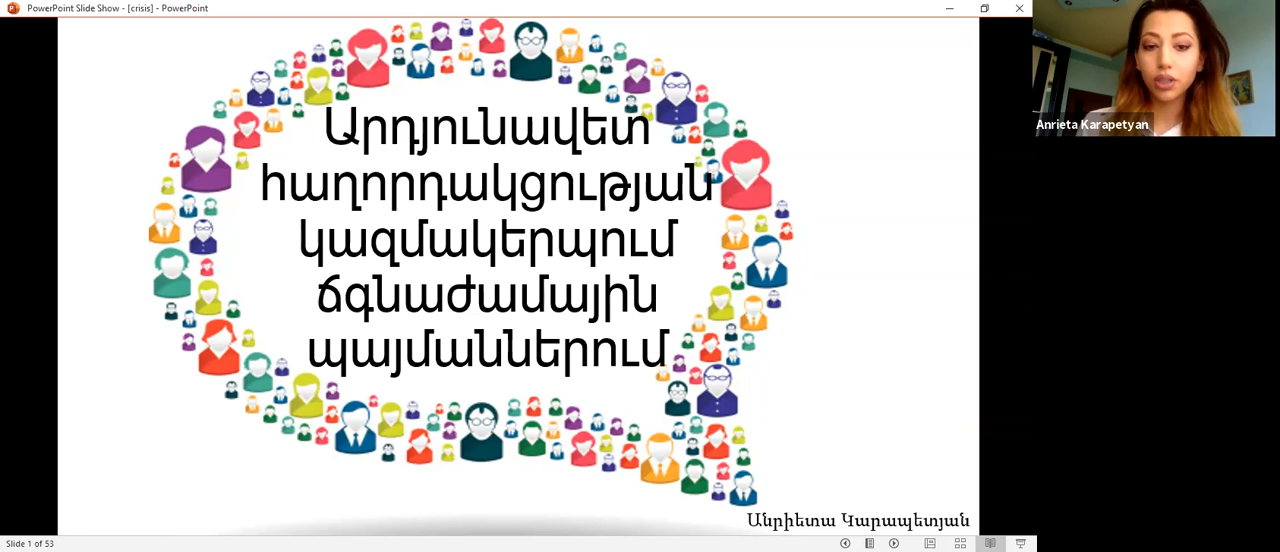 PowerPoint Slide Show - [crisis] - PowerPoint
Anrieta Karapetyan
Արդյունավետ
հաղորդակցության
կազմակերպում
ճգնաժամային
պայմաններում
Անրիետա Կարապետյան
Slide 1 of 53